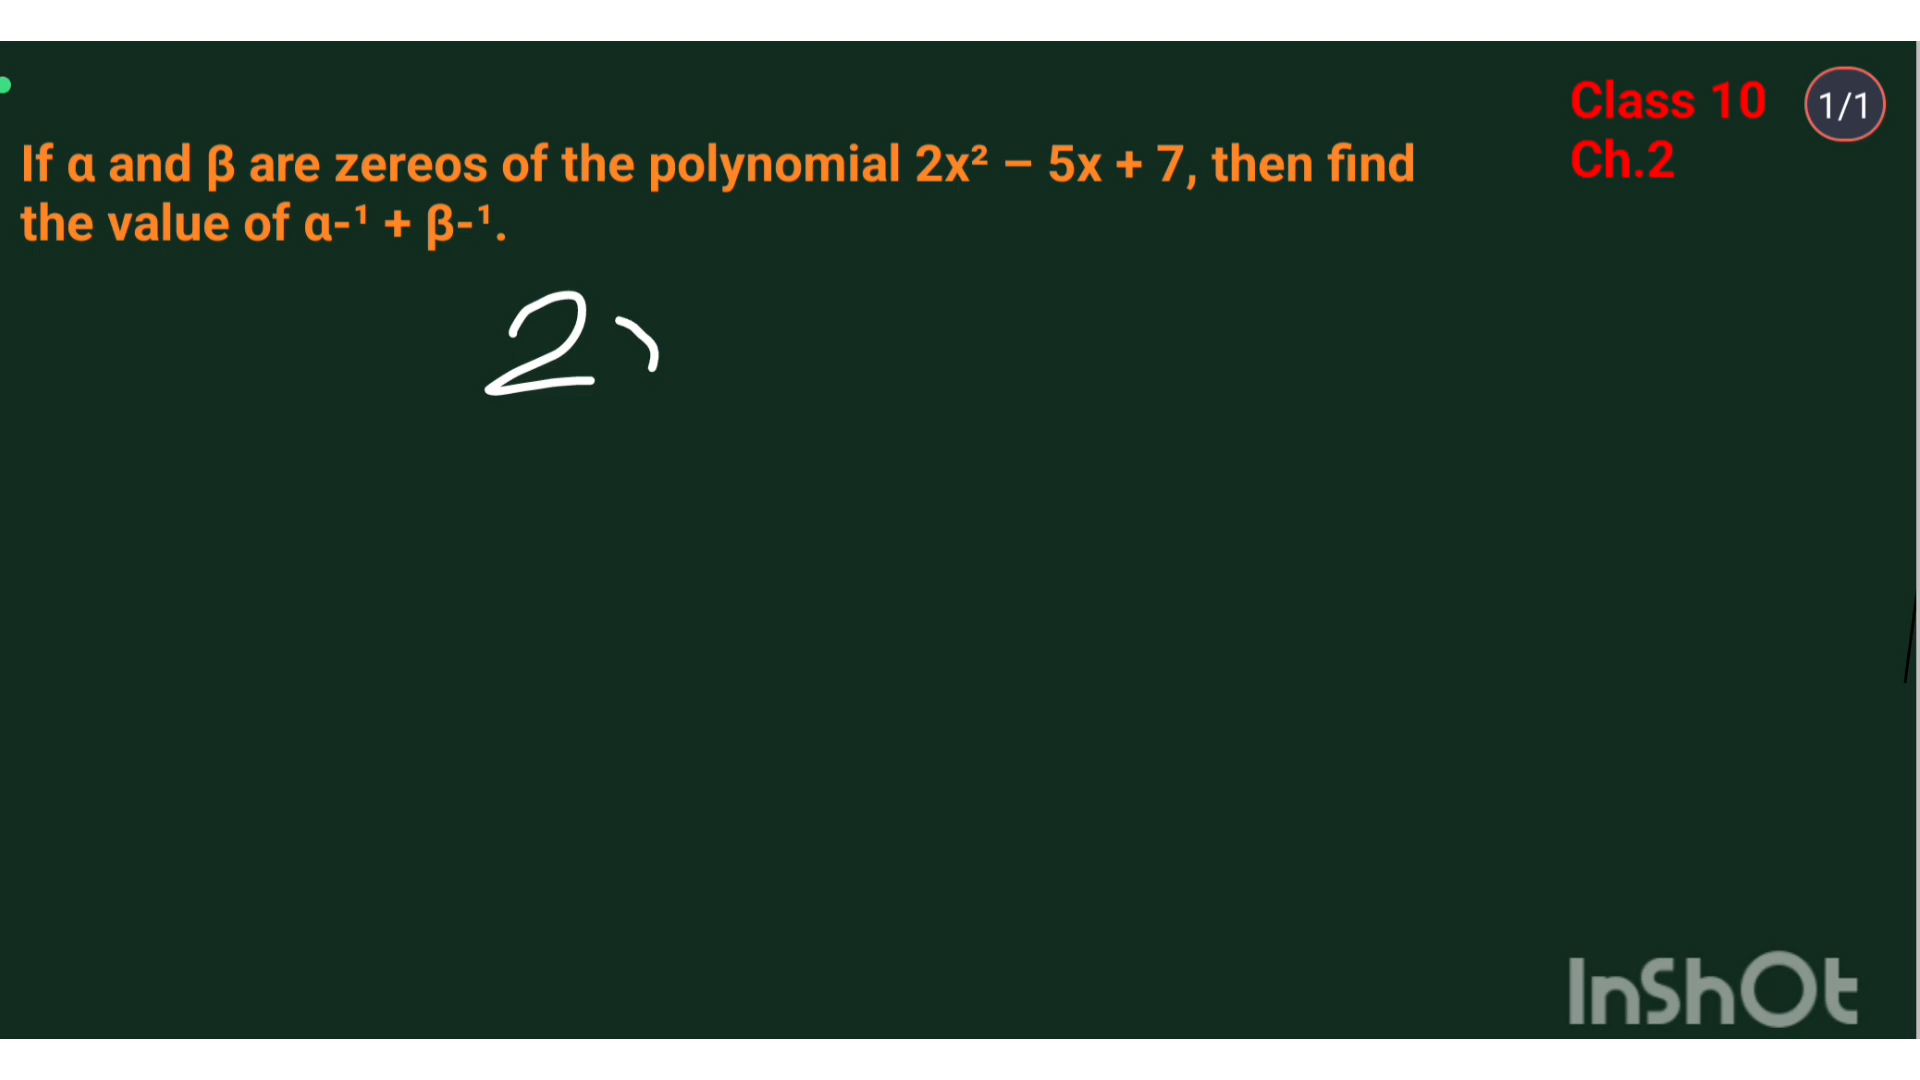 Class 10
1/1
If α and β are zereos of the polynomial 2x² – 5x + 7, then find
Ch.2
the value of α-¹ + β-¹.
2
InShOt